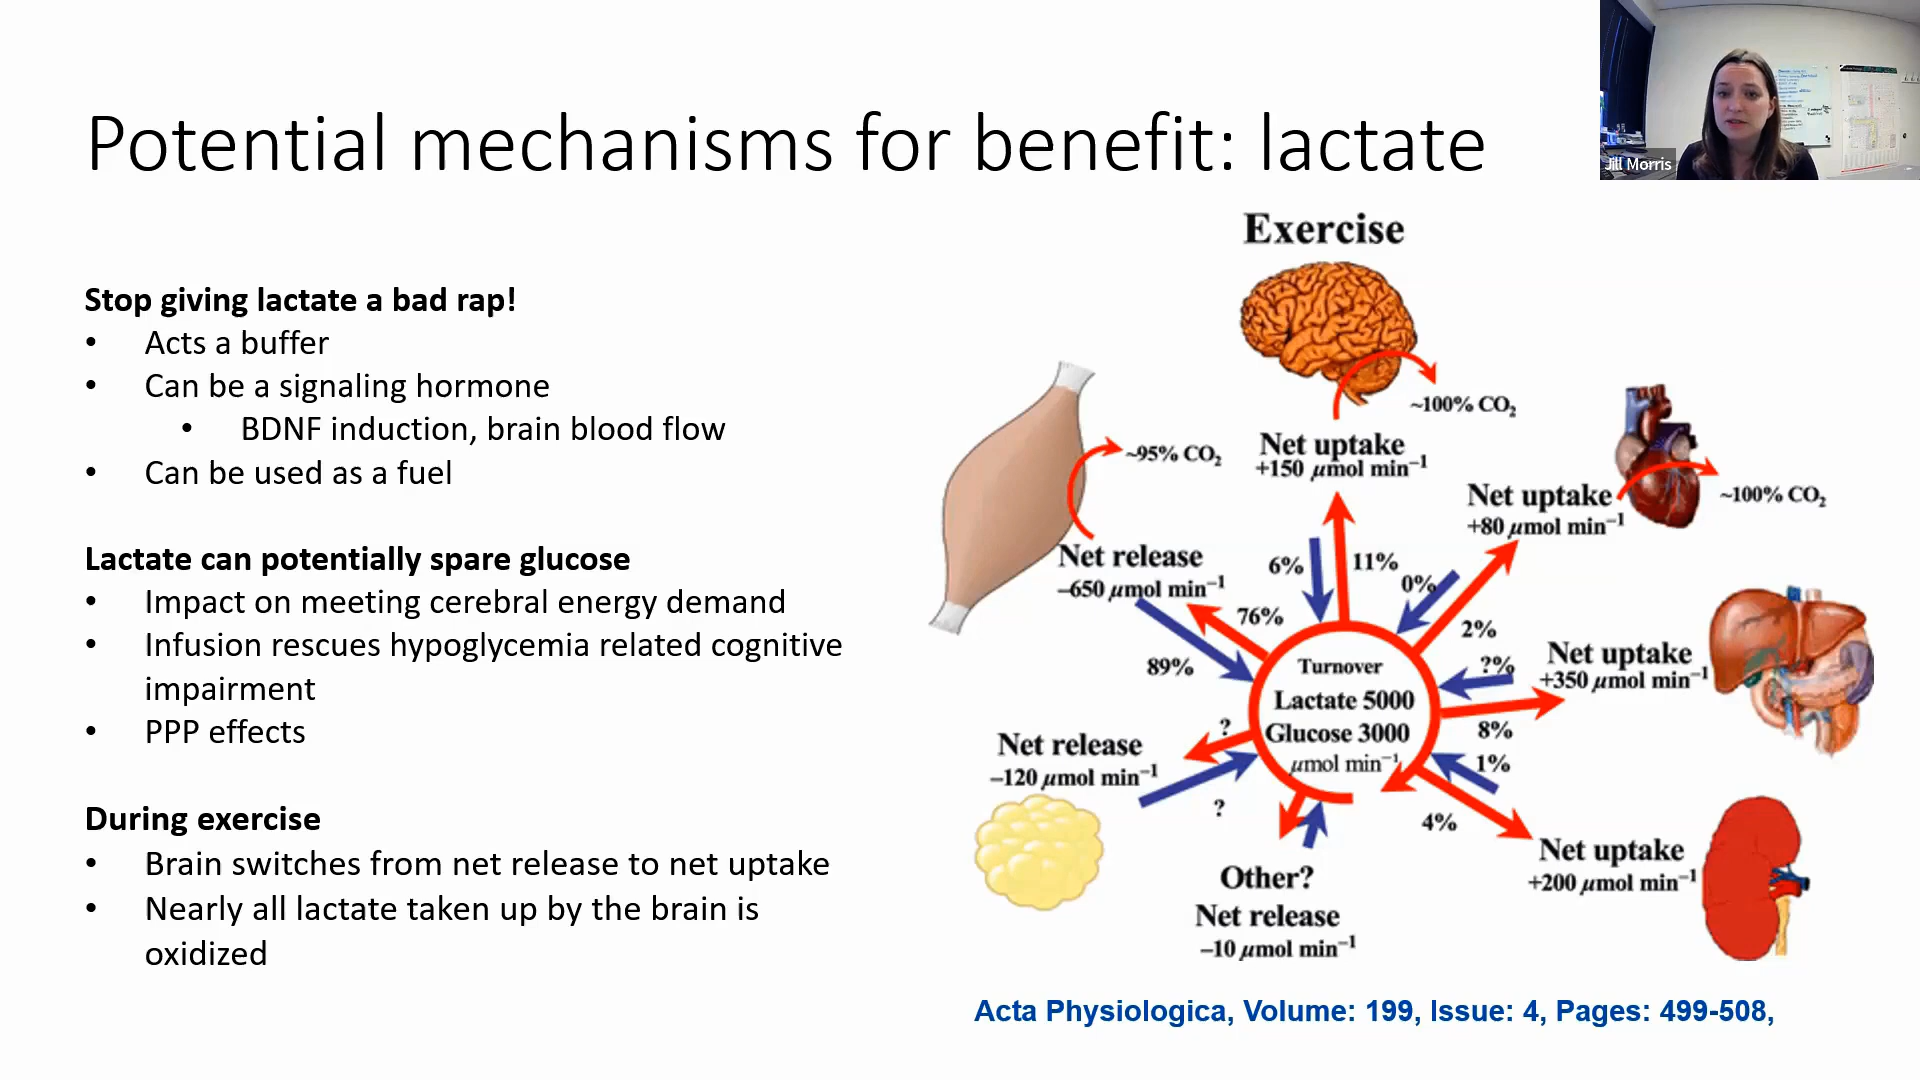 Potential mechanisms for benefit: lactate
Jill Morris
Stop giving lactate a bad rap!
• Acts a buffer
• Can be a signaling hormone
• BDNF induction, brain blood flow
• Can be used as a fuel
Lactate can potentially spare glucose
• Impact on meeting cerebral energy demand
• Infusion rescues hypoglycemia related cognitive
impairment
• PPP effects
During exercise
• Brain switches from net release to net uptake
• Nearly all lactate taken up by the brain is
oxidized
Exercise
~100% CO₂
Net uptake
+150 μmol min⁻¹
~95% CO₂
Net uptake
+80 μmol min⁻¹
~100% CO₂
Net release
−650 μmol min⁻¹
6%
11%
0%
76%
2%
89%
?%
Net uptake
+350 μmol min⁻¹
Turnover
Lactate 5000
Glucose 3000
μmol min⁻¹
8%
1%
?
Net release
−120 μmol min⁻¹
?
4%
Other?
Net release
−10 μmol min⁻¹
Net uptake
+200 μmol min⁻¹
Acta Physiologica, Volume: 199, Issue: 4, Pages: 499-508,